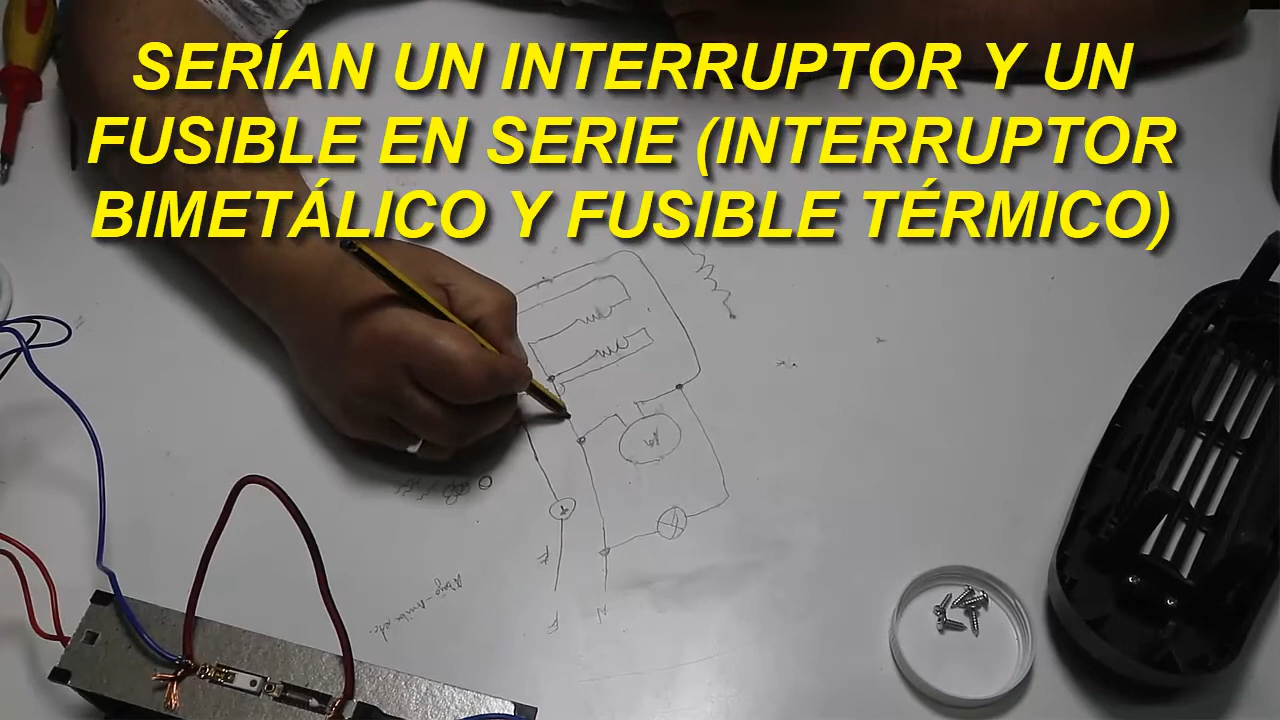 SERÍAN UN INTERRUPTOR Y UN
FUSIBLE EN SERIE (INTERRUPTOR
BIMETÁLICO Y FUSIBLE TÉRMICO)
M
F
N